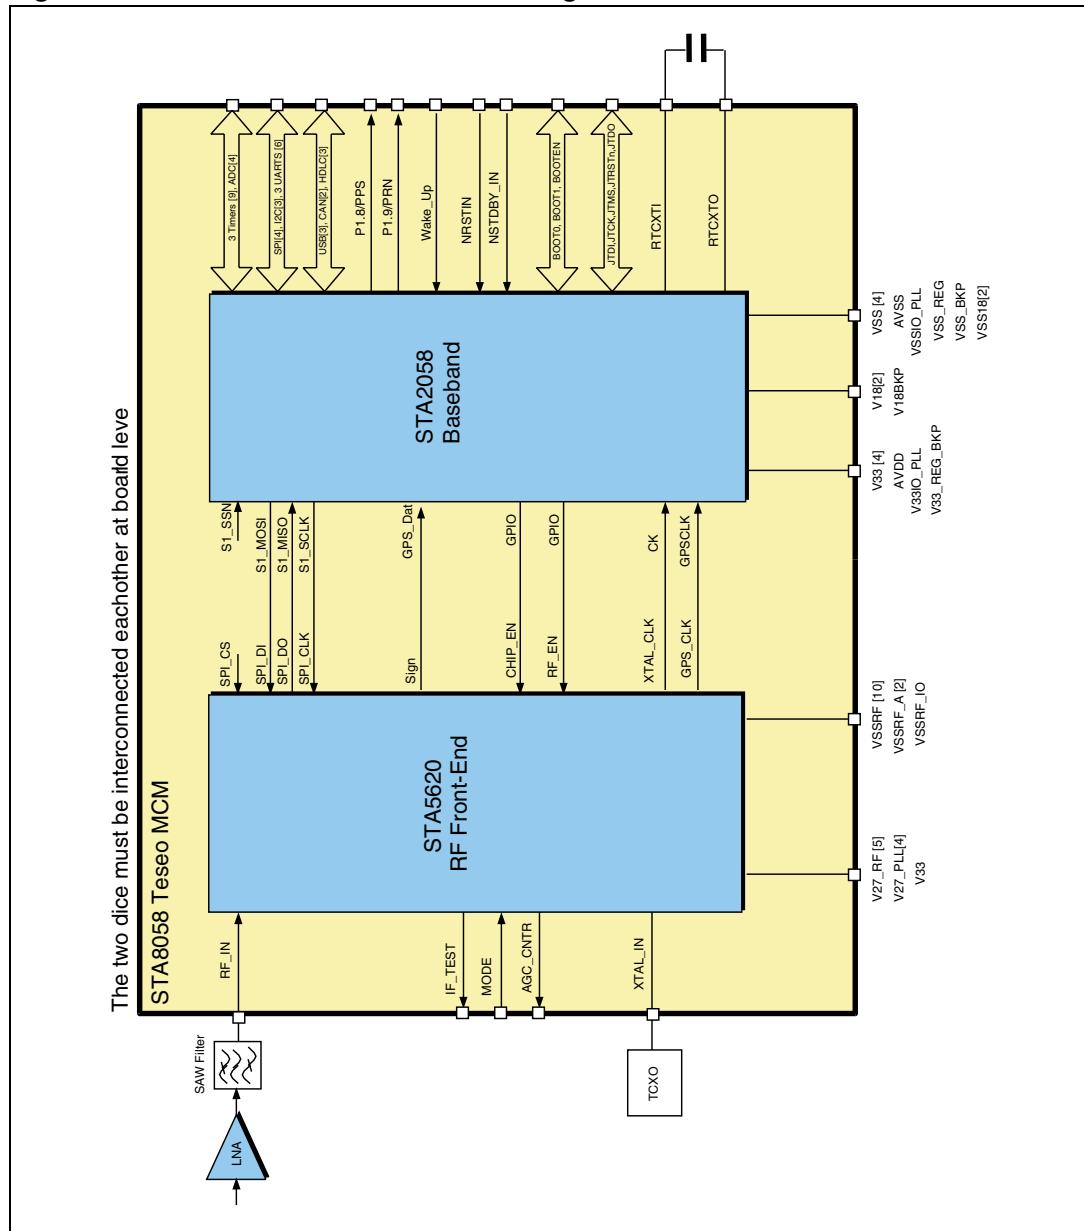 The two dice must be interconnected eachother at board leve
STA8058 Teseo MCM
LNA
SAW Filter
RF_IN
IF_TEST
MODE
AGC_CNTR
XTAL_IN
TCXO
STA5620
RF Front-End
SPI_CS
SPI_DI
SPI_DO
SPI_CLK
Sign
CHIP_EN
RF_EN
XTAL_CLK
GPS_CLK
S1_SSN
S1_MOSI
S1_MISO
S1_SCLK
GPS_Dat
GPIO
GPIO
CK
GPSCLK
STA2058
Baseband
3 Timers [9], ADC[4]
SPI[4], I2C[3], 3 UARTS [6]
USB[3], CAN[2], HDLC[3]
P1.8/PPS
P1.9/PRN
Wake_Up
NRSTIN
NSTDBY_IN
BOOT0, BOOT1, BOOTEN
JTDI,JTCK,JTMS,JTRSTn,JTDO
RTCXTI
RTCXTO
V27_RF [5]
V27_PLL[4]
V33
VSSRF [10]
VSSRF_A [2]
VSSRF_IO
V33 [4]
AVDD
V33IO_PLL
V33_REG_BKP
V18[2]
V18BKP
VSS [4]
AVSS
VSSIO_PLL
VSS_REG
VSS_BKP
VSS18[2]